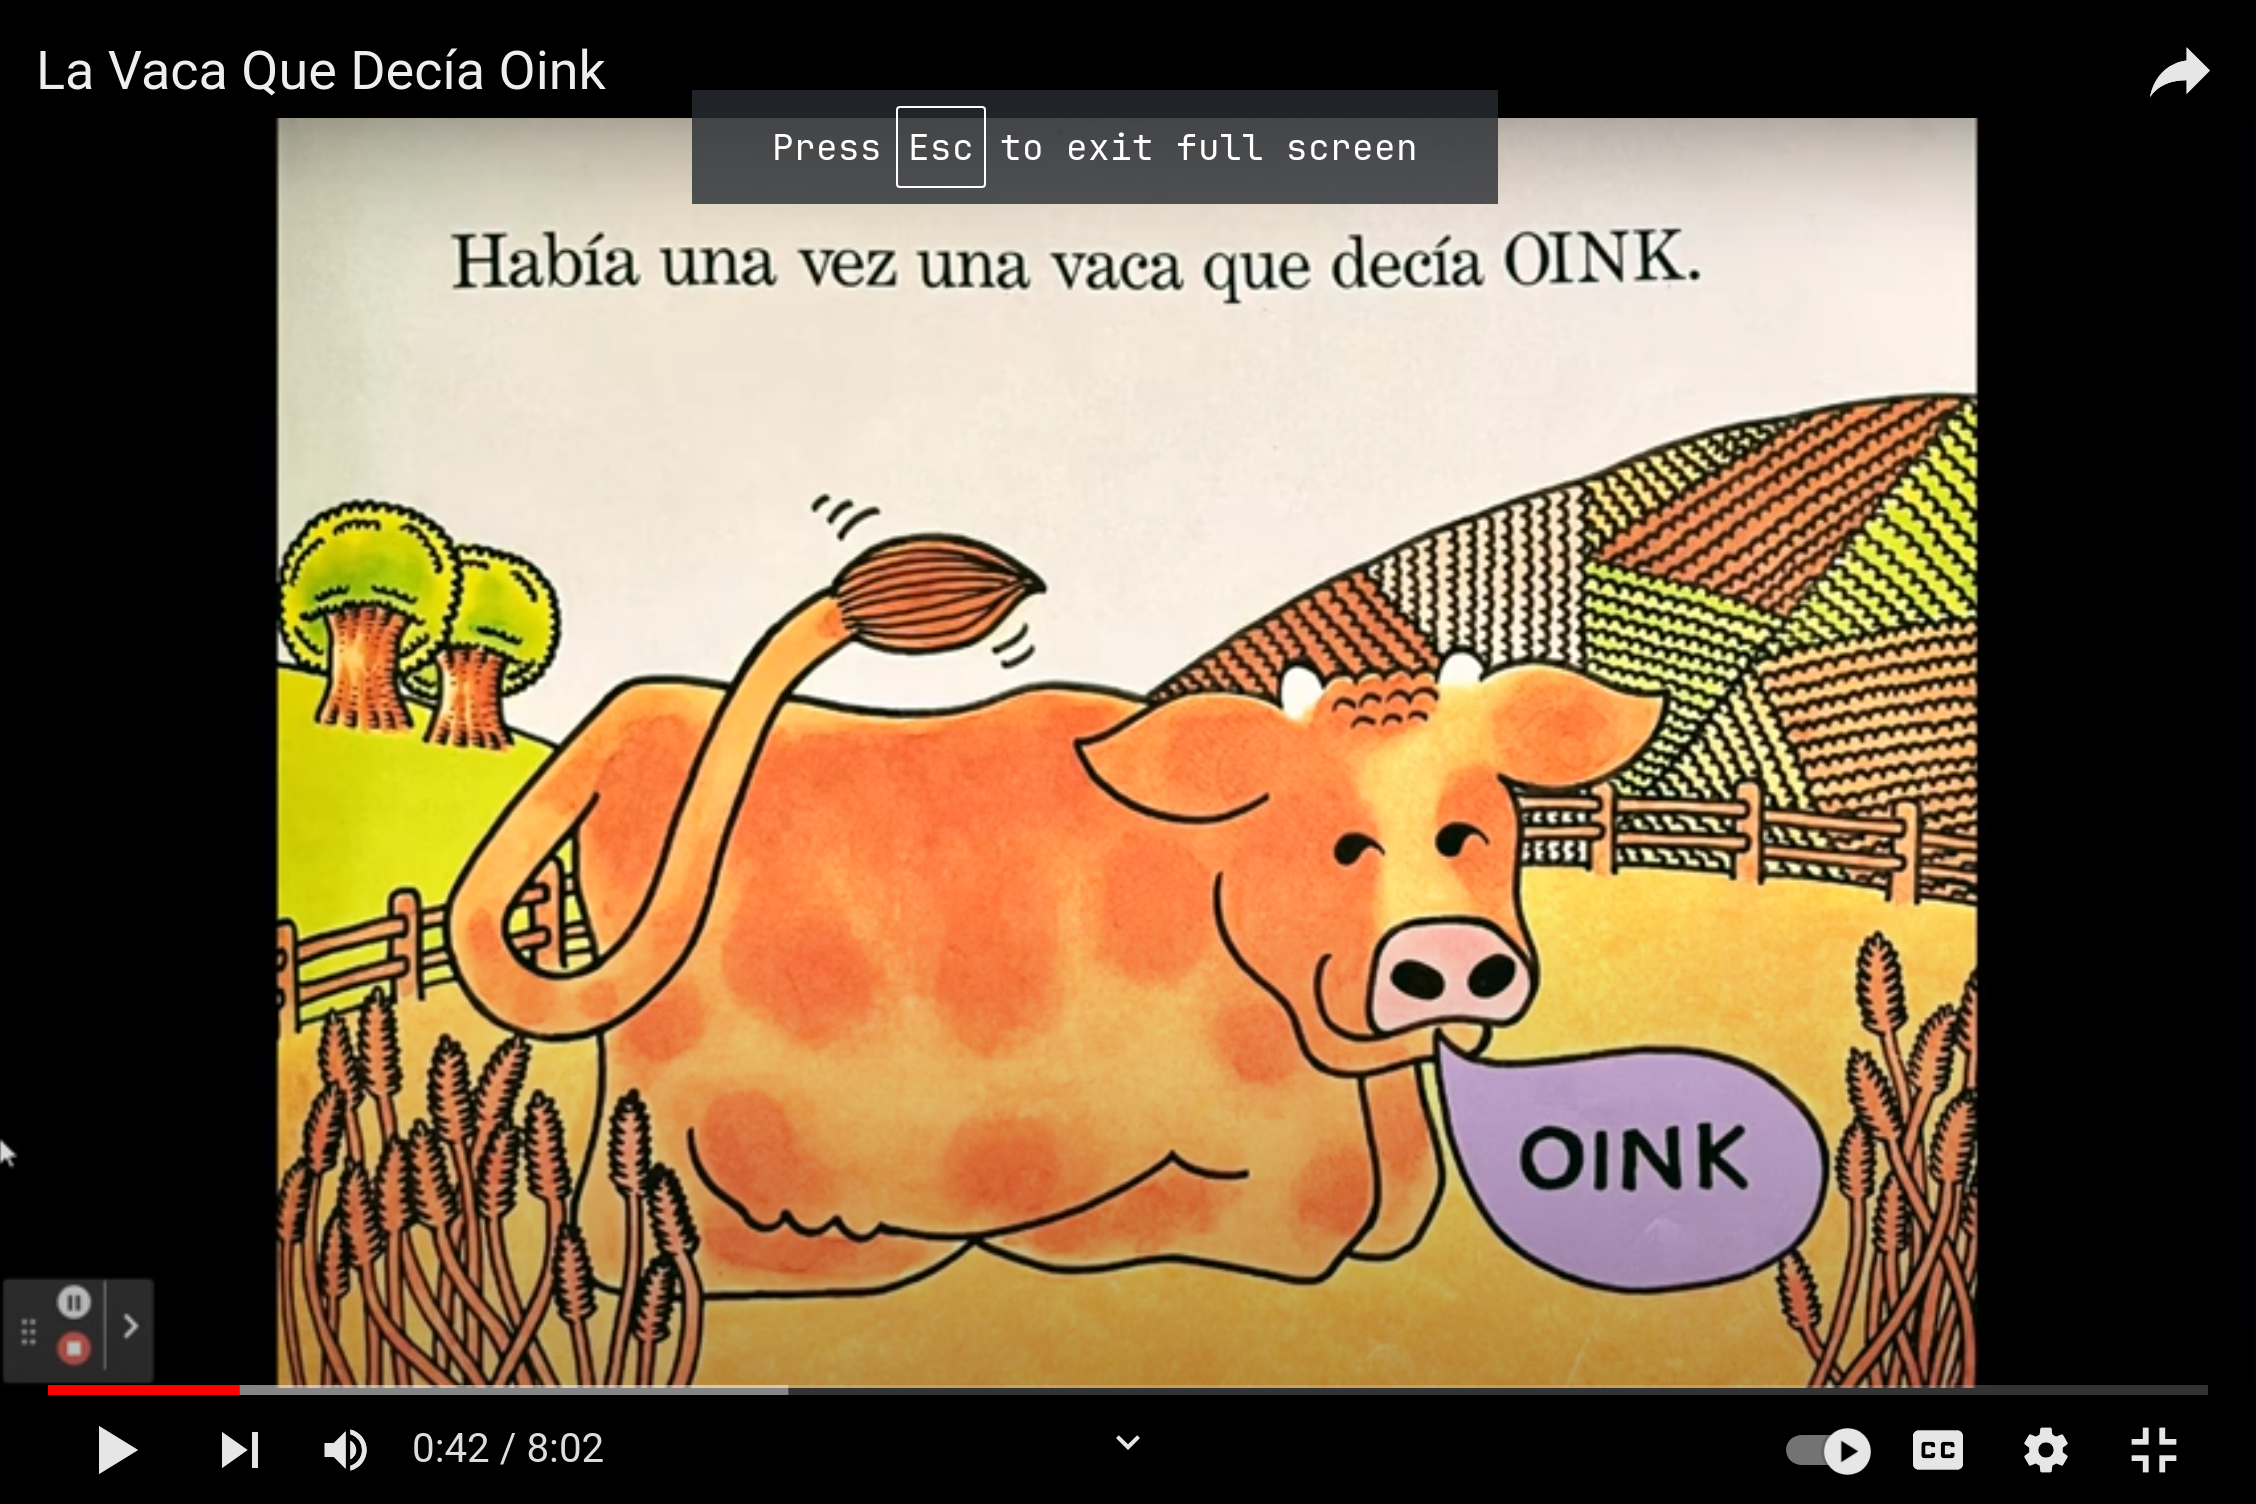 La Vaca Que Decía Oink
Press Esc to exit full screen
Había una vez una vaca que decía OINK.
OINK
0:42 / 8:02
CC